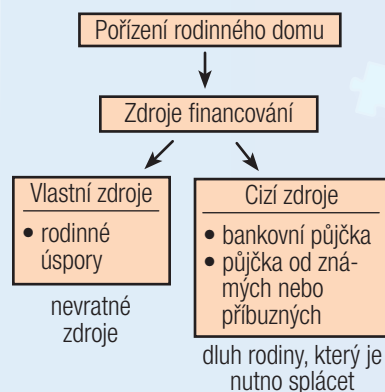 Pořízení rodinného domu
Zdroje financování
Vlastní zdroje
• rodinné
úspory
nevratné
zdroje
Cizí zdroje
• bankovní půjčka
• půjčka od zná-
mých nebo
příbuzných
dluh rodiny, který je
nutno splácet